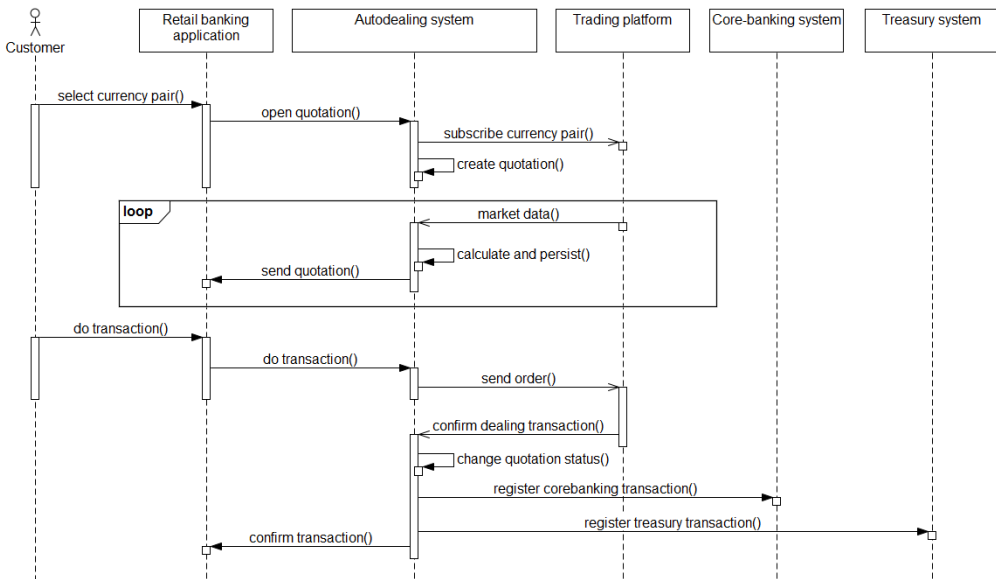 Customer
Retail banking
application
Autodealing system
Trading platform
Core-banking system
Treasury system
select currency pair()
open quotation()
subscribe currency pair()
create quotation()
loop
market data()
calculate and persist()
send quotation()
do transaction()
do transaction()
send order()
confirm dealing transaction()
change quotation status()
register corebanking transaction()
register treasury transaction()
confirm transaction()